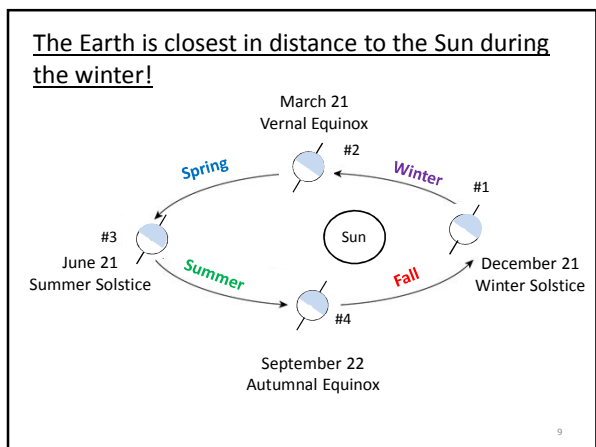 The Earth is closest in distance to the Sun during
the winter!
March 21
Vernal Equinox
#2
Spring
Winter
#1
#3
Sun
June 21
Summer Solstice
Summer
Fall
December 21
Winter Solstice
#4
September 22
Autumnal Equinox
9